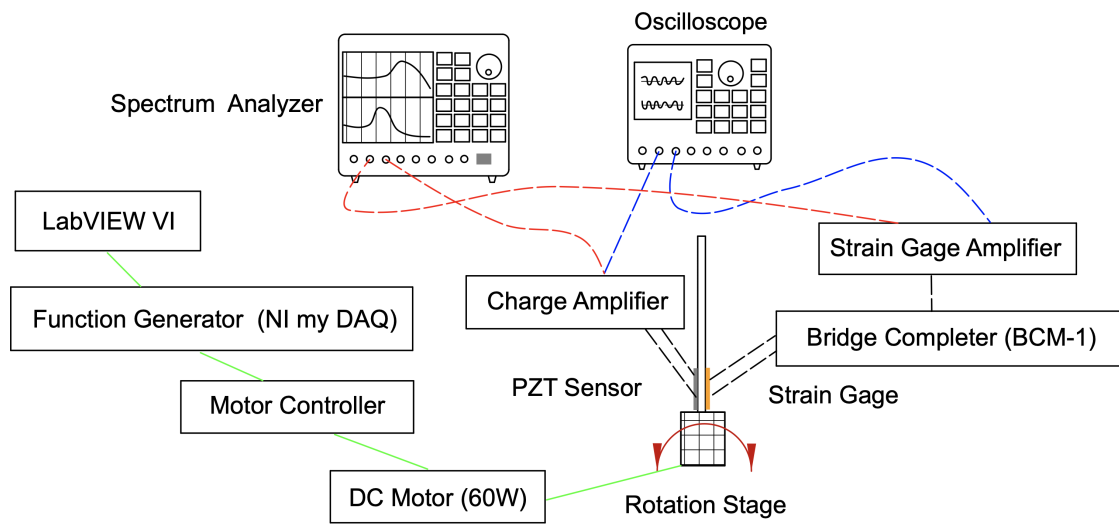 Oscilloscope
Spectrum Analyzer
LabVIEW VI
Strain Gage Amplifier
Charge Amplifier
Function Generator (NI my DAQ)
Bridge Completer (BCM-1)
PZT Sensor
Strain Gage
Motor Controller
DC Motor (60W)
Rotation Stage